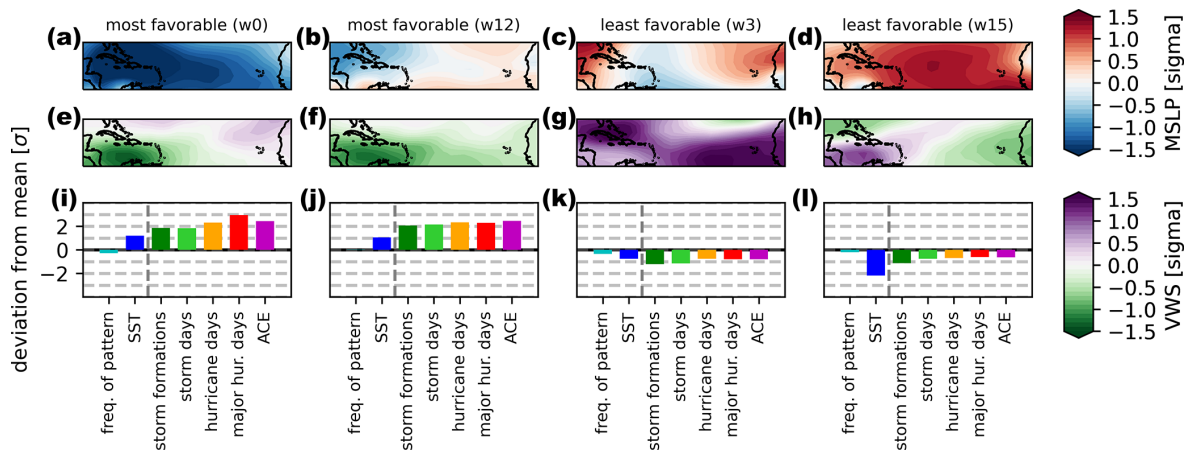 most favorable (w0)
most favorable (w12)
least favorable (w3)
least favorable (w15)
(a)
(b)
(c)
(d)
1.5
1.0
0.5
0.0
−0.5
−1.0
−1.5
MSLP [sigma]
(e)
(f)
(g)
(h)
deviation from mean [σ]
(i)
(j)
(k)
(l)
2
0
−2
1.5
1.0
0.5
0.0
−0.5
−1.0
−1.5
VWS [sigma]
freq. of pattern
SST
storm formations
storm days
hurricane days
major hur. days
ACE
freq. of pattern
SST
storm formations
storm days
hurricane days
major hur. days
ACE
freq. of pattern
SST
storm formations
storm days
hurricane days
major hur. days
ACE
freq. of pattern
SST
storm formations
storm days
hurricane days
major hur. days
ACE